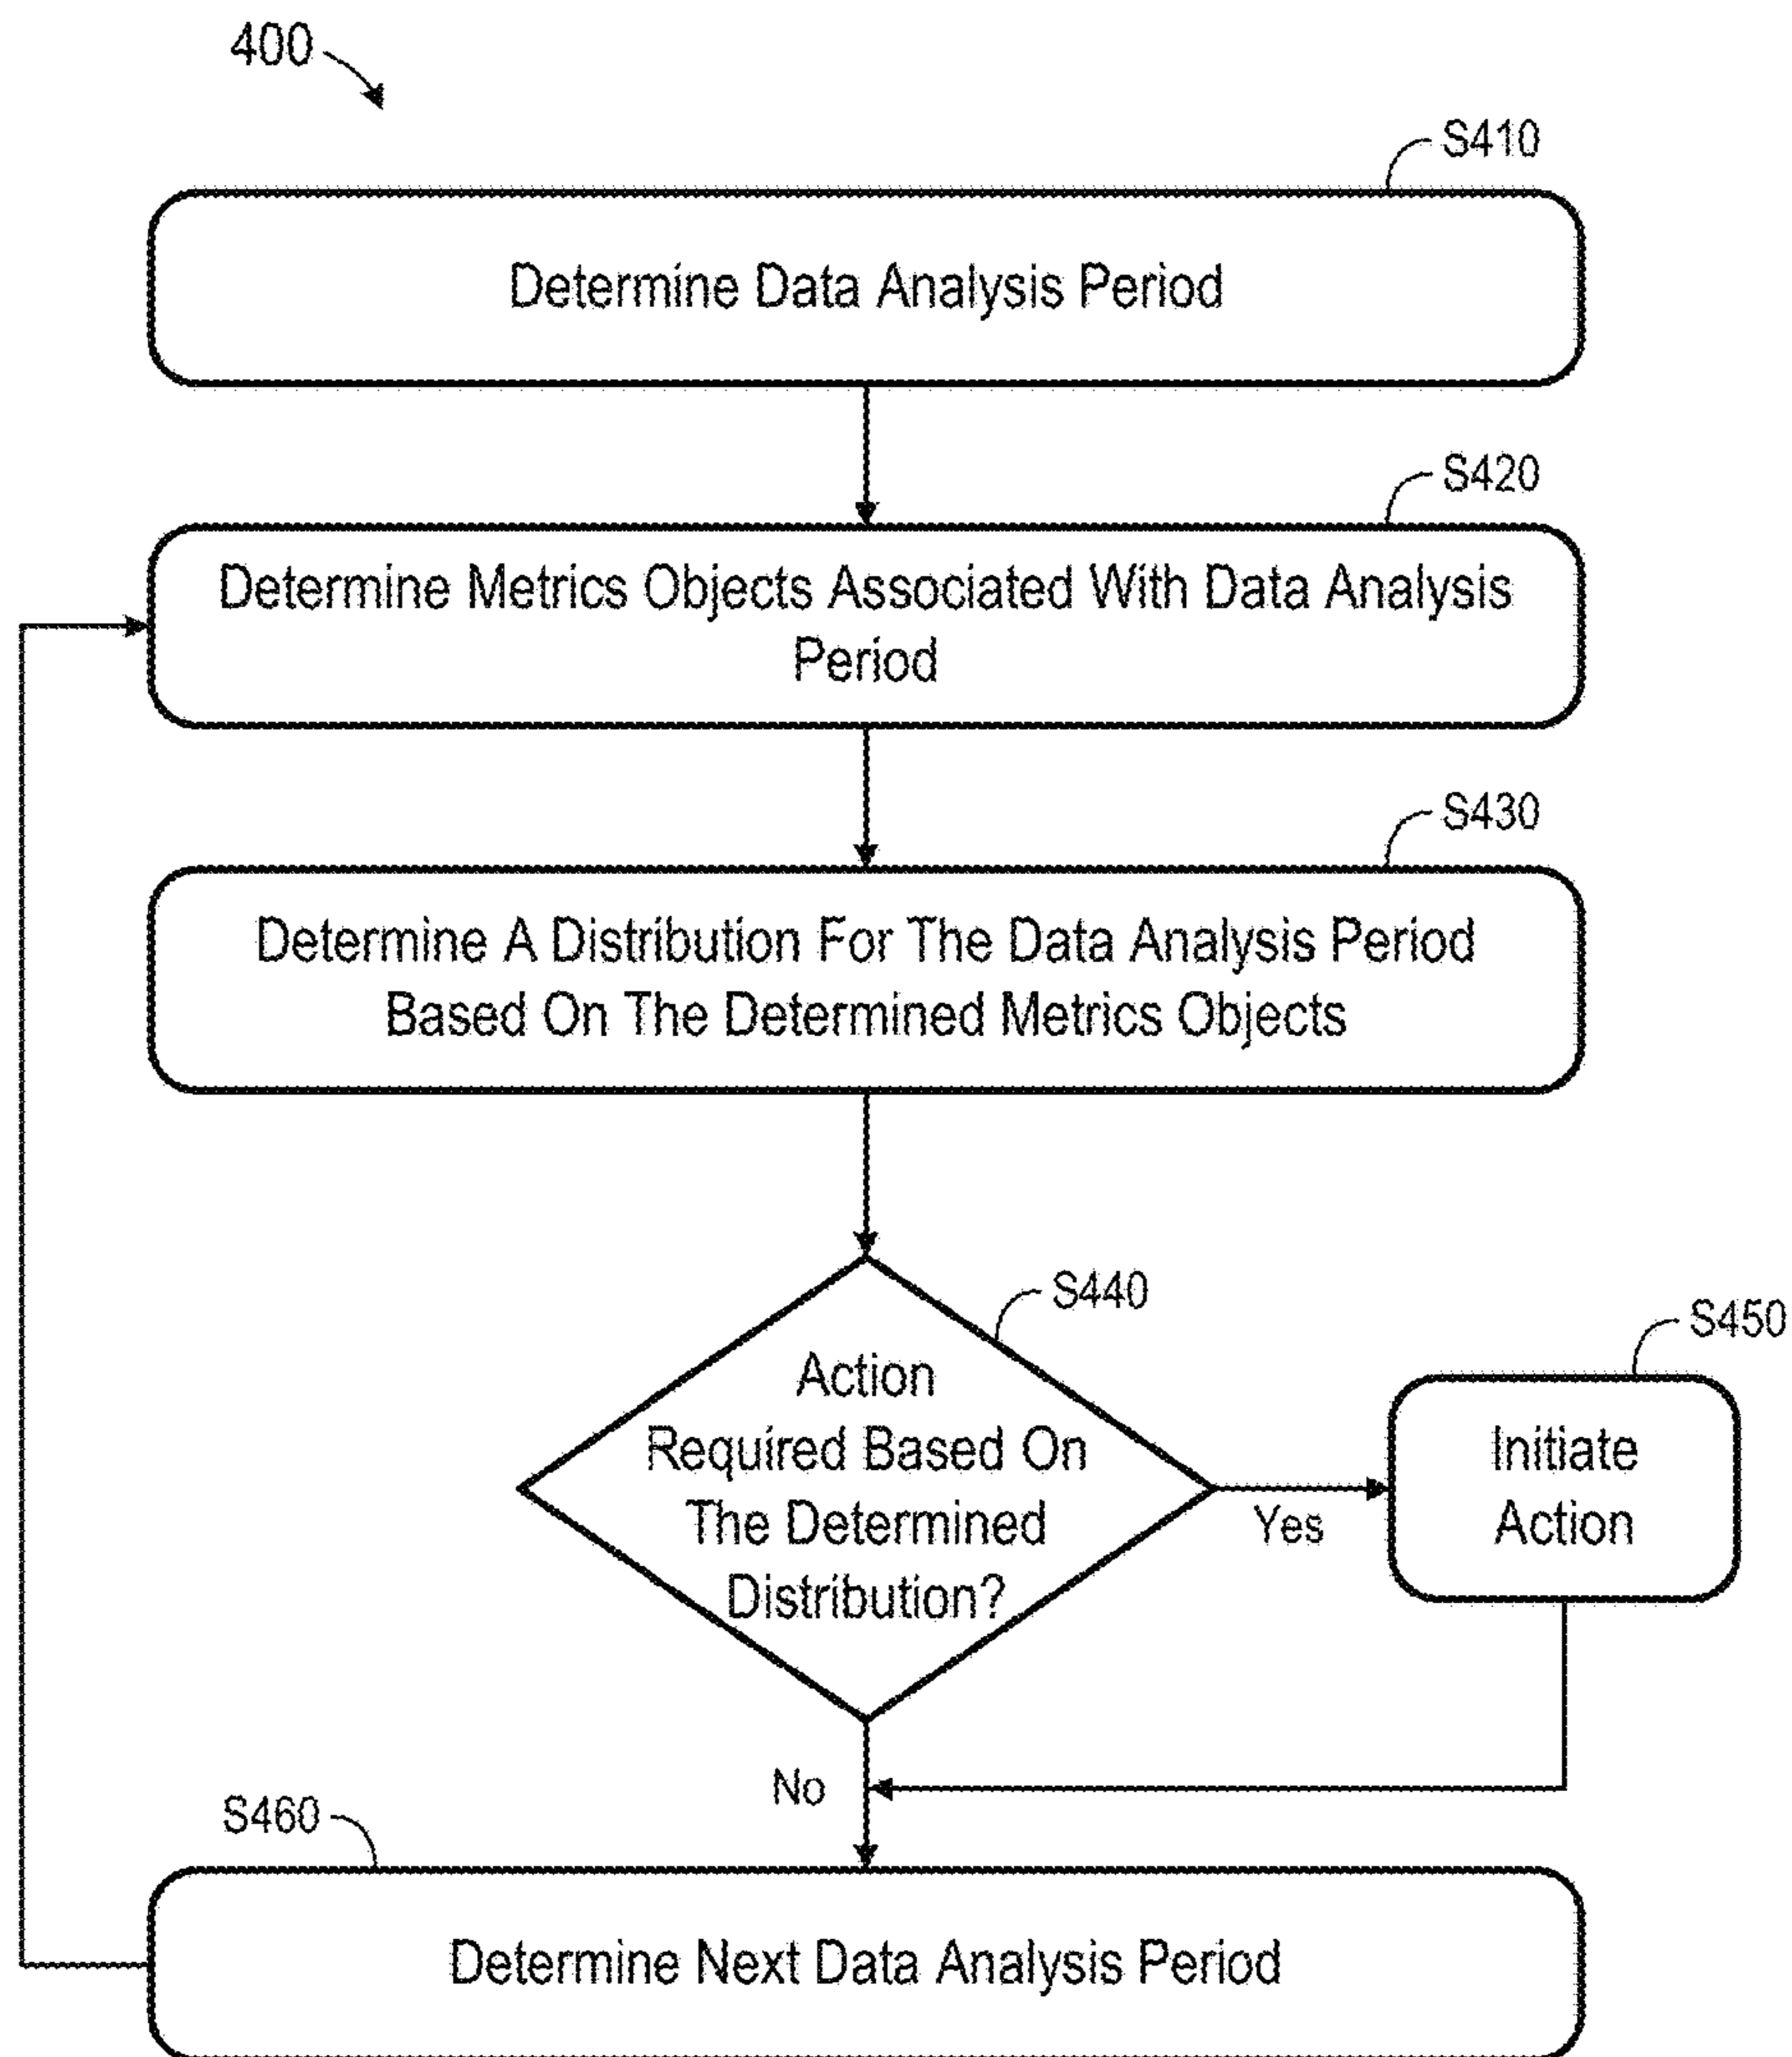 400
S410
Determine Data Analysis Period
S420
Determine Metrics Objects Associated With Data Analysis
Period
S430
Determine A Distribution For The Data Analysis Period
Based On The Determined Metrics Objects
S440
Action
Required Based On
The Determined
Distribution?
Yes
S450
Initiate
Action
No
S460
Determine Next Data Analysis Period